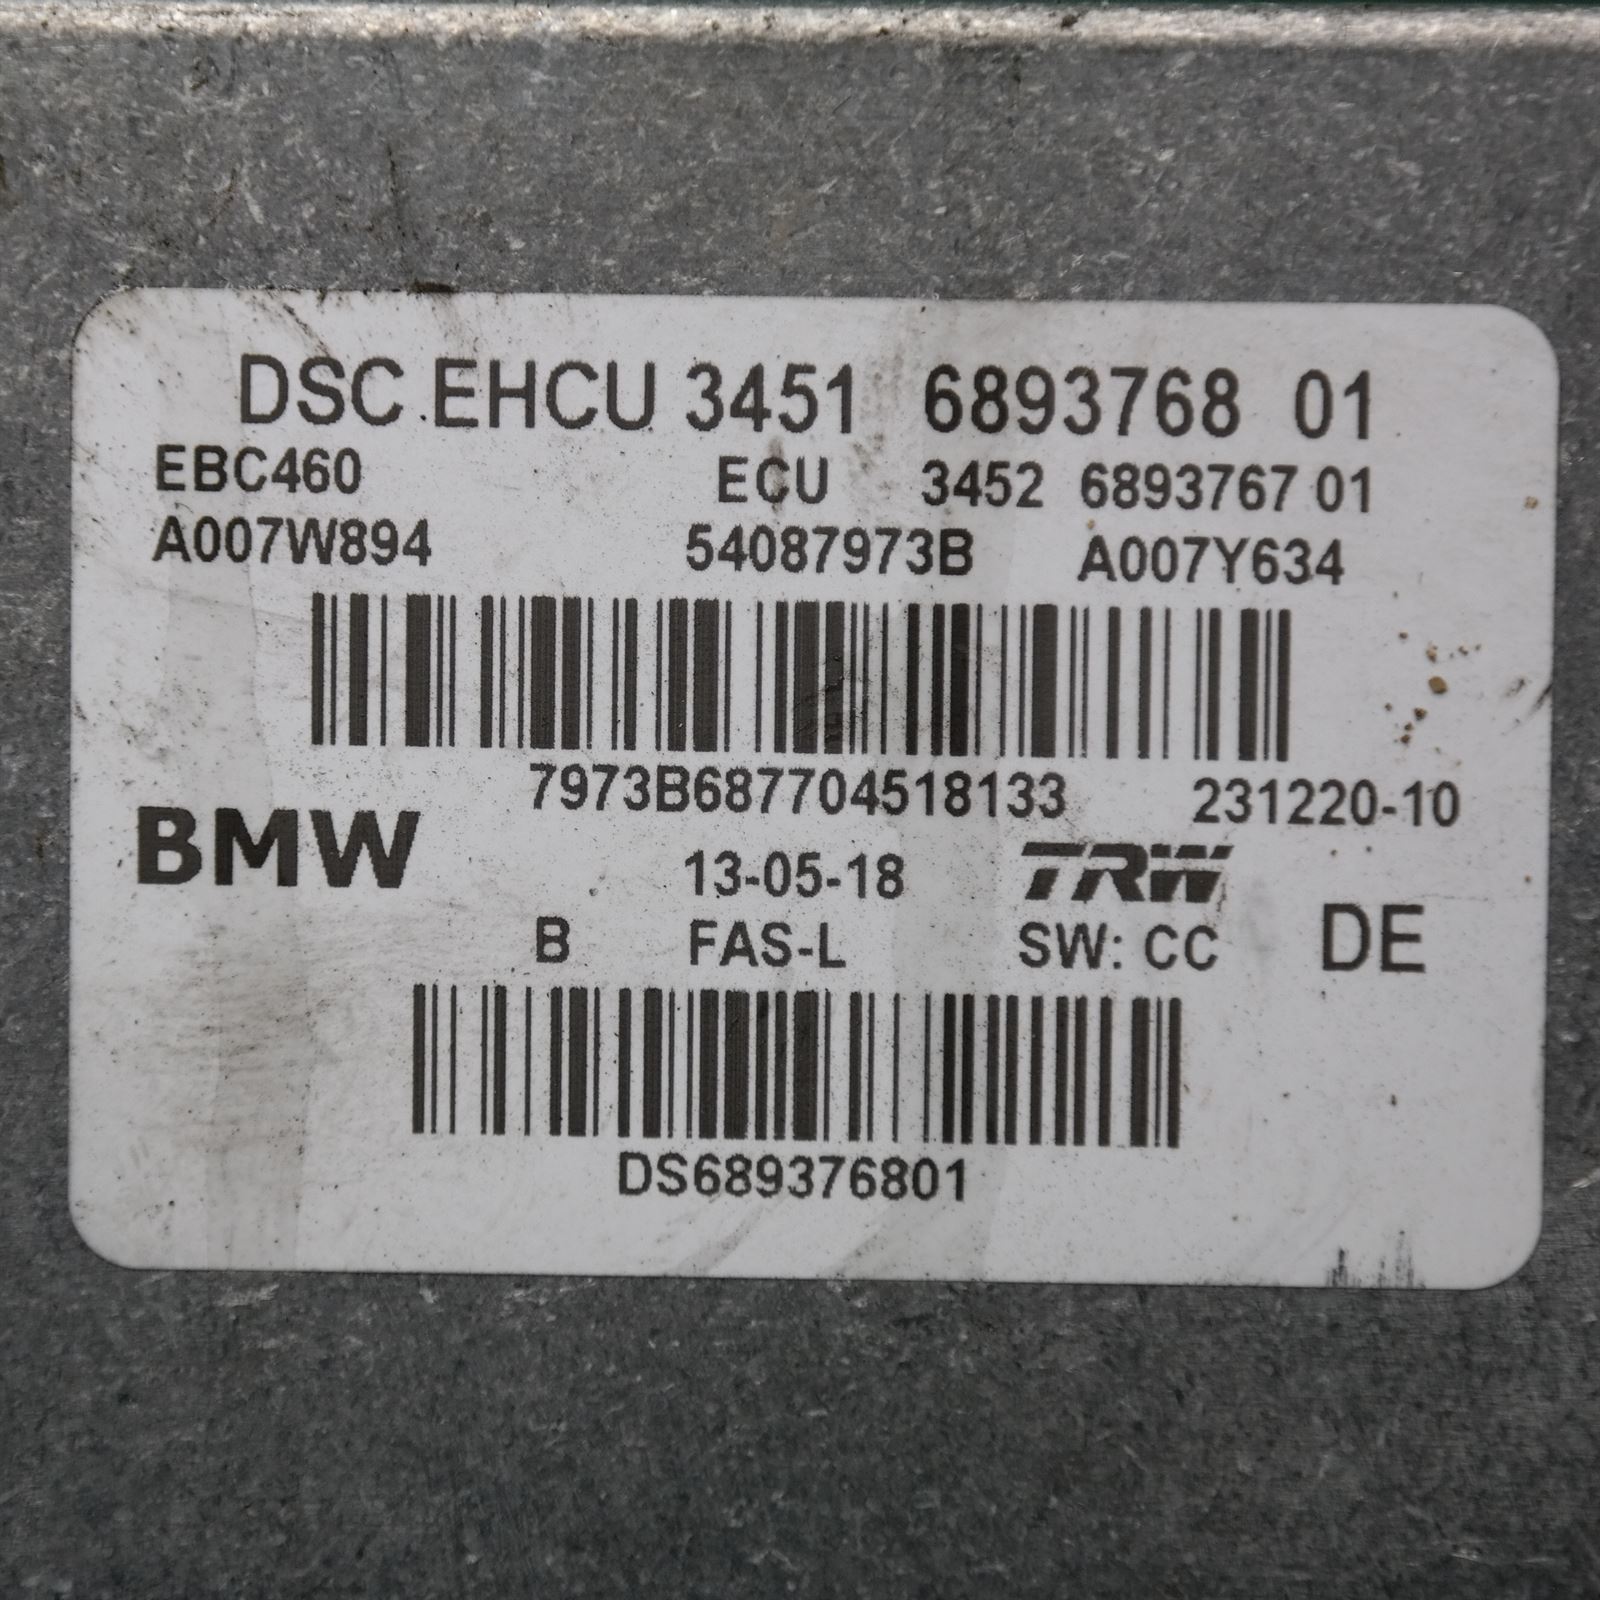 DSC EHCU 3451 6893768 01
EBC460 ECU 3452 6893767 01
A007W894 54087973B A007Y634
7973B687704518133 231220-10
BMW 13-05-18 TRW
B FAS-L SW: CC DE
DS689376801